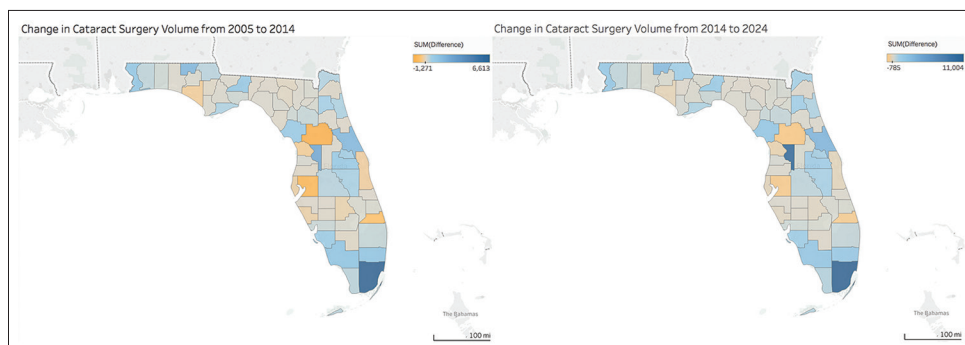 Change in Cataract Surgery Volume from 2005 to 2014
SUM(Difference)
-1,271 6,613
The Bahamas
100 mi
Change in Cataract Surgery Volume from 2014 to 2024
SUM(Difference)
-785 11,004
The Bahamas
100 mi